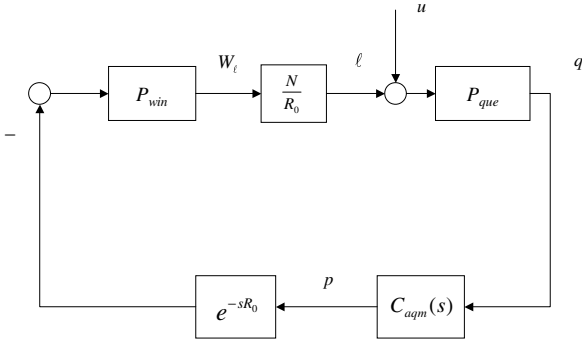 u
W_ℓ
ℓ
q
P_win
N/R_0
P_que
−
p
e^{-sR_0}
C_aqm(s)